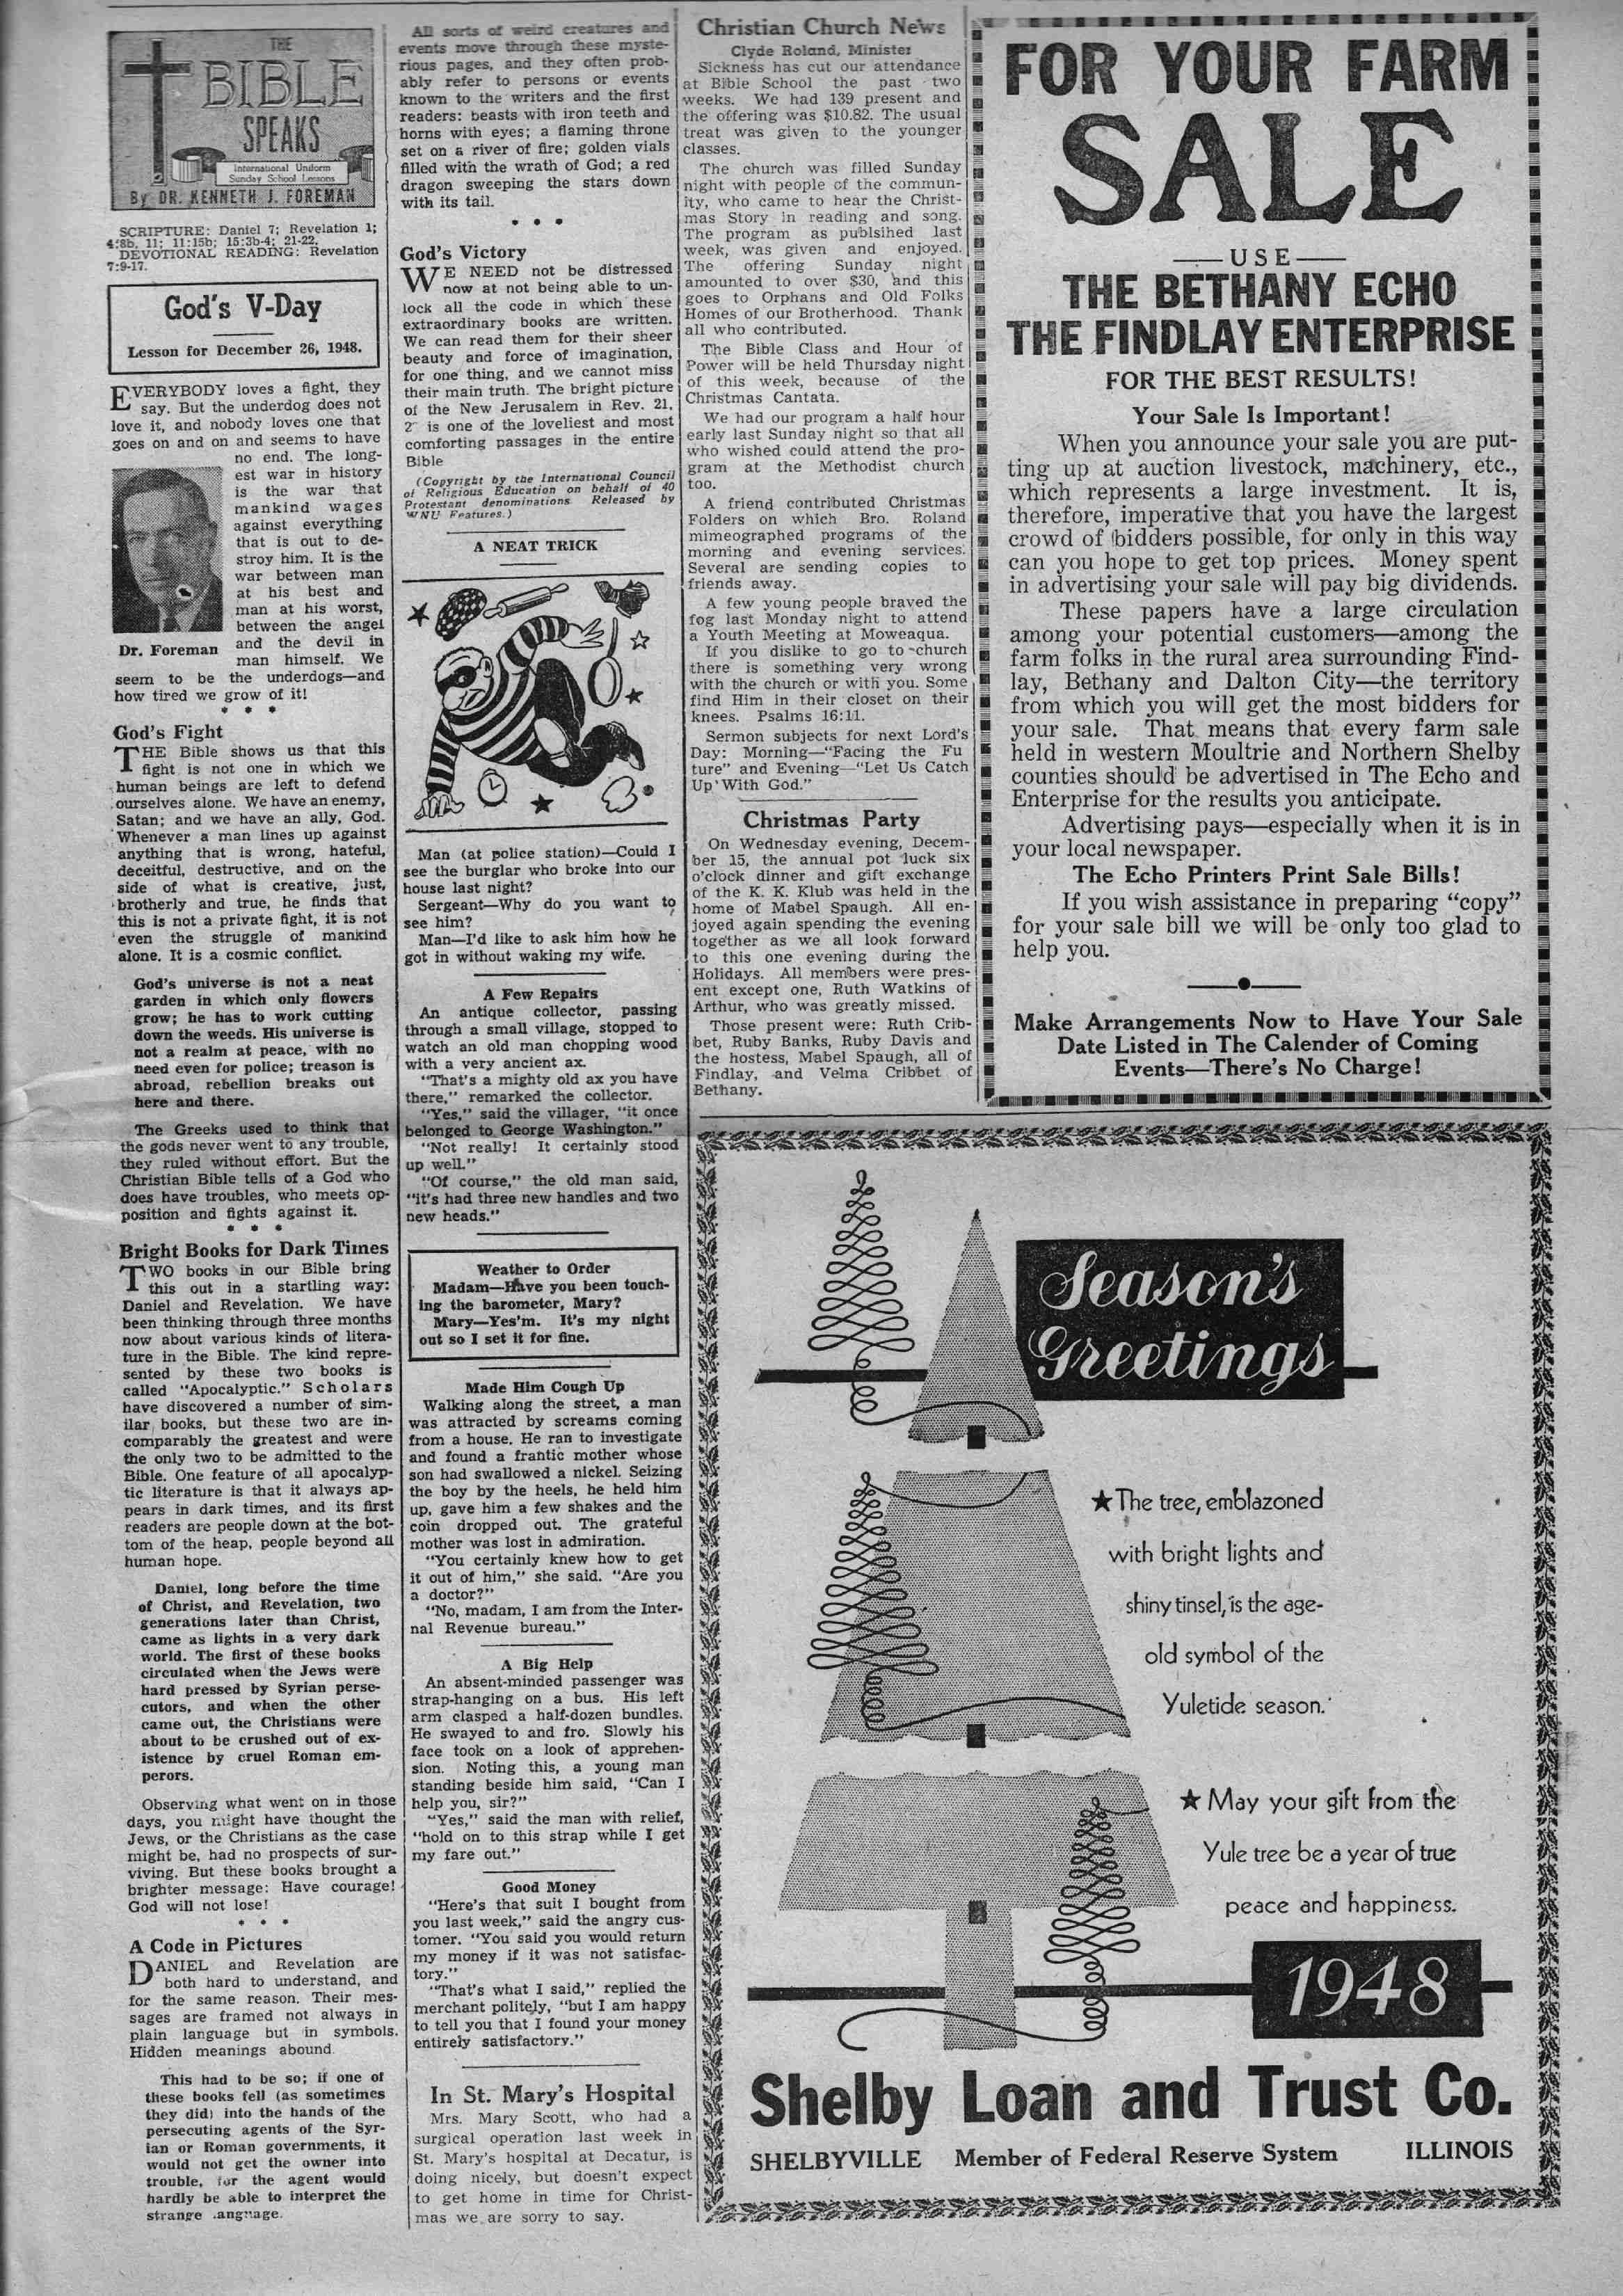 THE
BIBLE
SPEAKS
International Uniform
Sunday School Lessons
By DR. KENNETH J. FOREMAN
SCRIPTURE: Daniel 7; Revelation 1;
4:8b, 11; 11:15b; 15:3b-4; 21-22.
DEVOTIONAL READING: Revelation
7:9-17.
God's V-Day
Lesson for December 26, 1948.
EVERYBODY loves a fight, they
say. But the underdog does not
love it, and nobody loves one that
goes on and on and seems to have
no end. The long-
est war in history
is the war that
mankind wages
against everything
that is out to de-
stroy him. It is the
war between man
at his best and
man at his worst,
between the angel
and the devil in
man himself. We
Dr. Foreman
seem to be the underdogs—and
how tired we grow of it!
* * *
God's Fight
THE Bible shows us that this
fight is not one in which we
human beings are left to defend
ourselves alone. We have an enemy,
Satan; and we have an ally, God.
Whenever a man lines up against
anything that is wrong, hateful,
deceitful, destructive, and on the
side of what is creative, just,
brotherly and true, he finds that
this is not a private fight, it is not
even the struggle of mankind
alone. It is a cosmic conflict.
God's universe is not a neat
garden in which only flowers
grow; he has to work cutting
down the weeds. His universe is
not a realm at peace, with no
need even for police; treason is
abroad, rebellion breaks out
here and there.
The Greeks used to think that
the gods never went to any trouble,
they ruled without effort. But the
Christian Bible tells of a God who
does have troubles, who meets op-
position and fights against it.
* * *
Bright Books for Dark Times
TWO books in our Bible bring
this out in a startling way:
Daniel and Revelation. We have
been thinking through three months
now about various kinds of litera-
ture in the Bible. The kind repre-
sented by these two books is
called "Apocalyptic." Scholars
have discovered a number of sim-
ilar books, but these two are in-
comparably the greatest and were
the only two to be admitted to the
Bible. One feature of all apocalyp-
tic literature is that it always ap-
pears in dark times, and its first
readers are people down at the bot-
tom of the heap, people beyond all
human hope.
Daniel, long before the time
of Christ, and Revelation, two
generations later than Christ,
came as lights in a very dark
world. The first of these books
circulated when the Jews were
hard pressed by Syrian perse-
cutors, and when the other
came out, the Christians were
about to be crushed out of ex-
istence by cruel Roman em-
perors.
Observing what went on in those
days, you might have thought the
Jews, or the Christians as the case
might be, had no prospects of sur-
viving. But these books brought a
brighter message: Have courage!
God will not lose!
* * *
A Code in Pictures
DANIEL and Revelation are
both hard to understand, and
for the same reason. Their mes-
sages are framed not always in
plain language but in symbols.
Hidden meanings abound.
This had to be so; if one of
these books fell (as sometimes
they did) into the hands of the
persecuting agents of the Syr-
ian or Roman governments, it
would not get the owner into
trouble, for the agent would
hardly be able to interpret the
strange language.
All sorts of weird creatures and
events move through these myste-
rious pages, and they often prob-
ably refer to persons or events
known to the writers and the first
readers: beasts with iron teeth and
horns with eyes; a flaming throne
set on a river of fire; golden vials
filled with the wrath of God; a red
dragon sweeping the stars down
with its tail.
* * *
God's Victory
WE NEED not be distressed
now at not being able to un-
lock all the code in which these
extraordinary books are written.
We can read them for their sheer
beauty and force of imagination,
for one thing, and we cannot miss
their main truth. The bright picture
of the New Jerusalem in Rev. 21,
2 is one of the loveliest and most
comforting passages in the entire
Bible
(Copyright by the International Council
of Religious Education on behalf of 40
Protestant denominations Released by
WNU Features.)
A NEAT TRICK
Man (at police station)—Could I
see the burglar who broke into our
house last night?
Sergeant—Why do you want to
see him?
Man—I'd like to ask him how he
got in without waking my wife.
A Few Repairs
An antique collector, passing
through a small village, stopped to
watch an old man chopping wood
with a very ancient ax.
"That's a mighty old ax you have
there," remarked the collector.
"Yes," said the villager, "it once
belonged to George Washington."
"Not really! It certainly stood
up well."
"Of course," the old man said,
"it's had three new handles and two
new heads."
Weather to Order
Madam—Have you been touch-
ing the barometer, Mary?
Mary—Yes'm. It's my night
out so I set it for fine.
Made Him Cough Up
Walking along the street, a man
was attracted by screams coming
from a house. He ran to investigate
and found a frantic mother whose
son had swallowed a nickel. Seizing
the boy by the heels, he held him
up, gave him a few shakes and the
coin dropped out. The grateful
mother was lost in admiration.
"You certainly knew how to get
it out of him," she said. "Are you
a doctor?"
"No, madam, I am from the Inter-
nal Revenue bureau."
A Big Help
An absent-minded passenger was
strap-hanging on a bus. His left
arm clasped a half-dozen bundles.
He swayed to and fro. Slowly his
face took on a look of apprehen-
sion. Noting this, a young man
standing beside him said, "Can I
help you, sir?"
"Yes," said the man with relief,
"hold on to this strap while I get
my fare out."
Good Money
"Here's that suit I bought from
you last week," said the angry cus-
tomer. "You said you would return
my money if it was not satisfac-
tory."
"That's what I said," replied the
merchant politely, "but I am happy
to tell you that I found your money
entirely satisfactory."
In St. Mary's Hospital
Mrs. Mary Scott, who had a
surgical operation last week in
St. Mary's hospital at Decatur, is
doing nicely, but doesn't expect
to get home in time for Christ-
mas we are sorry to say.
Christian Church News
Clyde Roland, Minister
Sickness has cut our attendance
at Bible School the past two
weeks. We had 139 present and
the offering was $10.82. The usual
treat was given to the younger
classes.
The church was filled Sunday
night with people of the commun-
ity, who came to hear the Christ-
mas Story in reading and song.
The program as publsihed last
week, was given and enjoyed.
The offering Sunday night
amounted to over $30, and this
goes to Orphans and Old Folks
Homes of our Brotherhood. Thank
all who contributed.
The Bible Class and Hour of
Power will be held Thursday night
of this week, because of the
Christmas Cantata.
We had our program a half hour
early last Sunday night so that all
who wished could attend the pro-
gram at the Methodist church
too.
A friend contributed Christmas
Folders on which Bro. Roland
mimeographed programs of the
morning and evening services.
Several are sending copies to
friends away.
A few young people braved the
fog last Monday night to attend
a Youth Meeting at Moweaqua.
If you dislike to go to church
there is something very wrong
with the church or with you. Some
find Him in their closet on their
knees. Psalms 16:11.
Sermon subjects for next Lord's
Day: Morning—"Facing the Fu
ture" and Evening—"Let Us Catch
Up With God."
Christmas Party
On Wednesday evening, Decem-
ber 15, the annual pot luck six
o'clock dinner and gift exchange
of the K. K. Klub was held in the
home of Mabel Spaugh. All en-
joyed again spending the evening
together as we all look forward
to this one evening during the
Holidays. All members were pres-
ent except one, Ruth Watkins of
Arthur, who was greatly missed.
Those present were: Ruth Crib-
bet, Ruby Banks, Ruby Davis and
the hostess, Mabel Spaugh, all of
Findlay, and Velma Cribbet of
Bethany.
FOR YOUR FARM
SALE
—USE—
THE BETHANY ECHO
THE FINDLAY ENTERPRISE
FOR THE BEST RESULTS!
Your Sale Is Important!
When you announce your sale you are put-
ting up at auction livestock, machinery, etc.,
which represents a large investment. It is,
therefore, imperative that you have the largest
crowd of bidders possible, for only in this way
can you hope to get top prices. Money spent
in advertising your sale will pay big dividends.
These papers have a large circulation
among your potential customers—among the
farm folks in the rural area surrounding Find-
lay, Bethany and Dalton City—the territory
from which you will get the most bidders for
your sale. That means that every farm sale
held in western Moultrie and Northern Shelby
counties should be advertised in The Echo and
Enterprise for the results you anticipate.
Advertising pays—especially when it is in
your local newspaper.
The Echo Printers Print Sale Bills!
If you wish assistance in preparing "copy"
for your sale bill we will be only too glad to
help you.
Make Arrangements Now to Have Your Sale
Date Listed in The Calender of Coming
Events—There's No Charge!
Season's
Greetings
★ The tree, emblazoned
with bright lights and
shiny tinsel, is the age-
old symbol of the
Yuletide season.
★ May your gift from the
Yule tree be a year of true
peace and happiness.
1948
Shelby Loan and Trust Co.
SHELBYVILLE Member of Federal Reserve System ILLINOIS